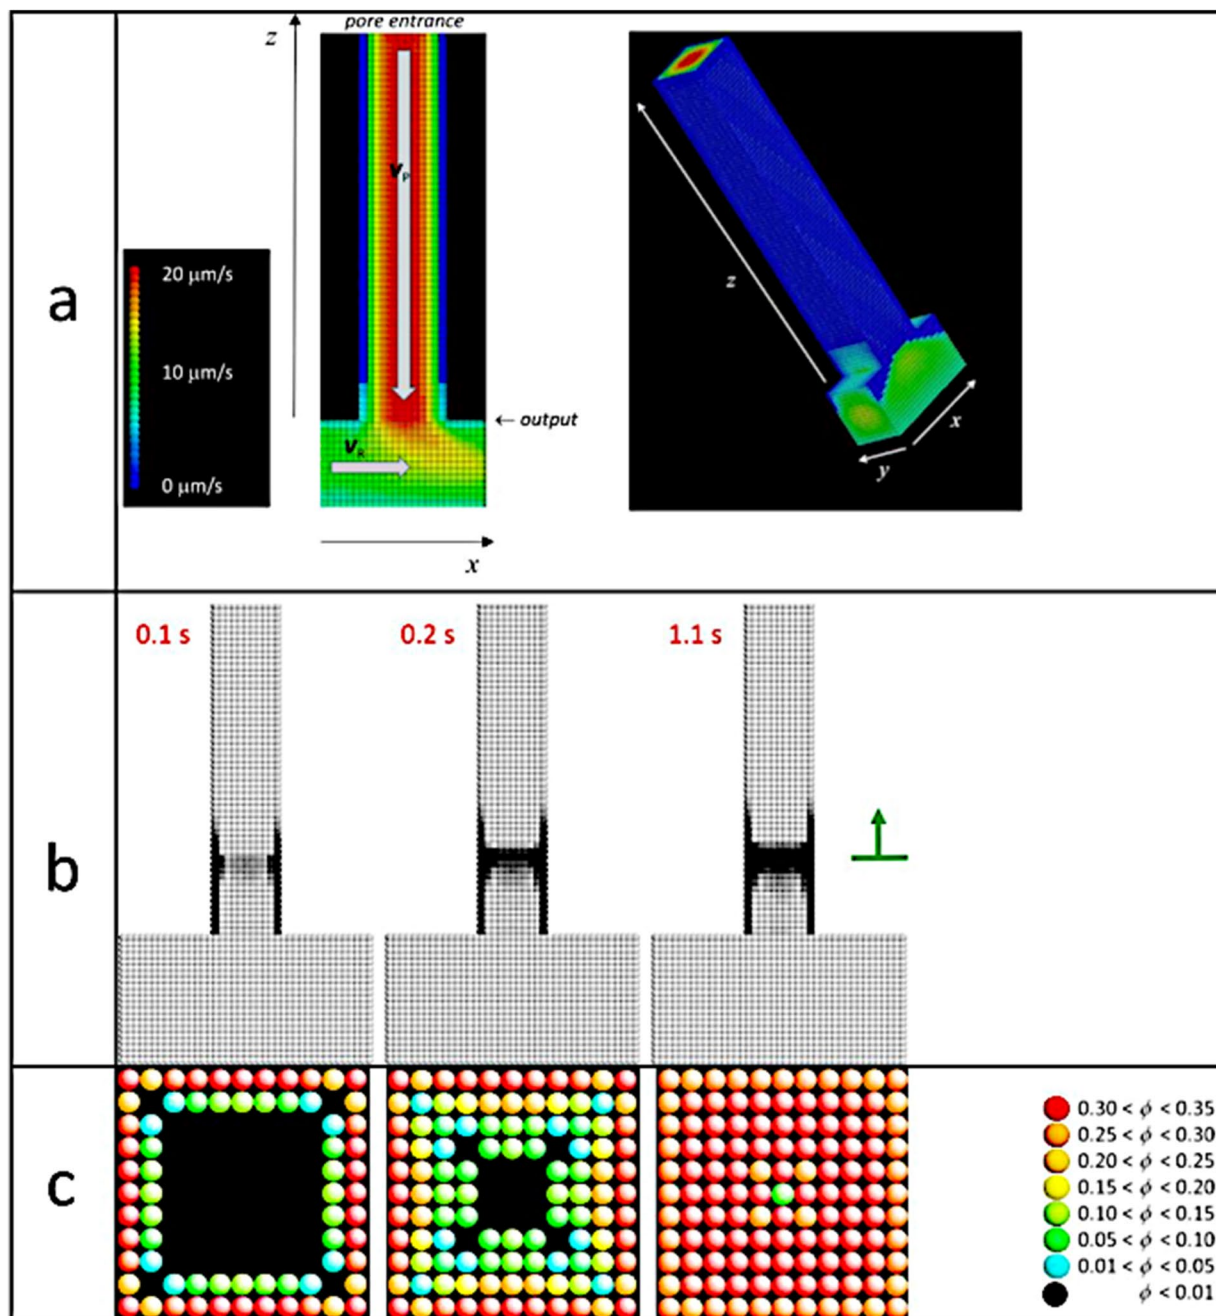 pore entrance
z
a
v_p
20 μm/s
10 μm/s
0 μm/s
← output
v_R
x
z
x
y
b
0.1 s
0.2 s
1.1 s
c
0.30 < ϕ < 0.35
0.25 < ϕ < 0.30
0.20 < ϕ < 0.25
0.15 < ϕ < 0.20
0.10 < ϕ < 0.15
0.05 < ϕ < 0.10
0.01 < ϕ < 0.05
ϕ < 0.01